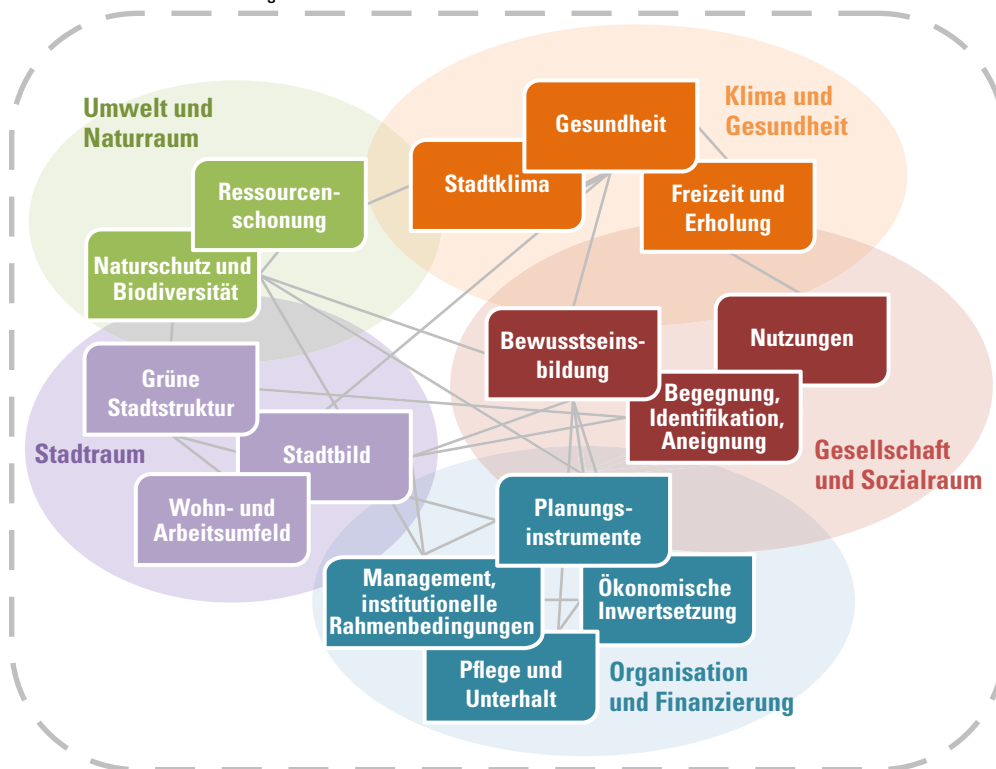 Umwelt und
Naturraum
Klima und
Gesundheit
Gesundheit
Stadtklima
Freizeit und
Erholung
Ressourcen-
schonung
Naturschutz und
Biodiversität
Bewusstseins-
bildung
Nutzungen
Begegnung,
Identifikation,
Aneignung
Gesellschaft
und Sozialraum
Grüne
Stadtstruktur
Stadtraum
Stadtbild
Wohn- und
Arbeitsumfeld
Planungs-
instrumente
Management,
institutionelle
Rahmenbedingungen
Ökonomische
Inwertsetzung
Pflege und
Unterhalt
Organisation
und Finanzierung